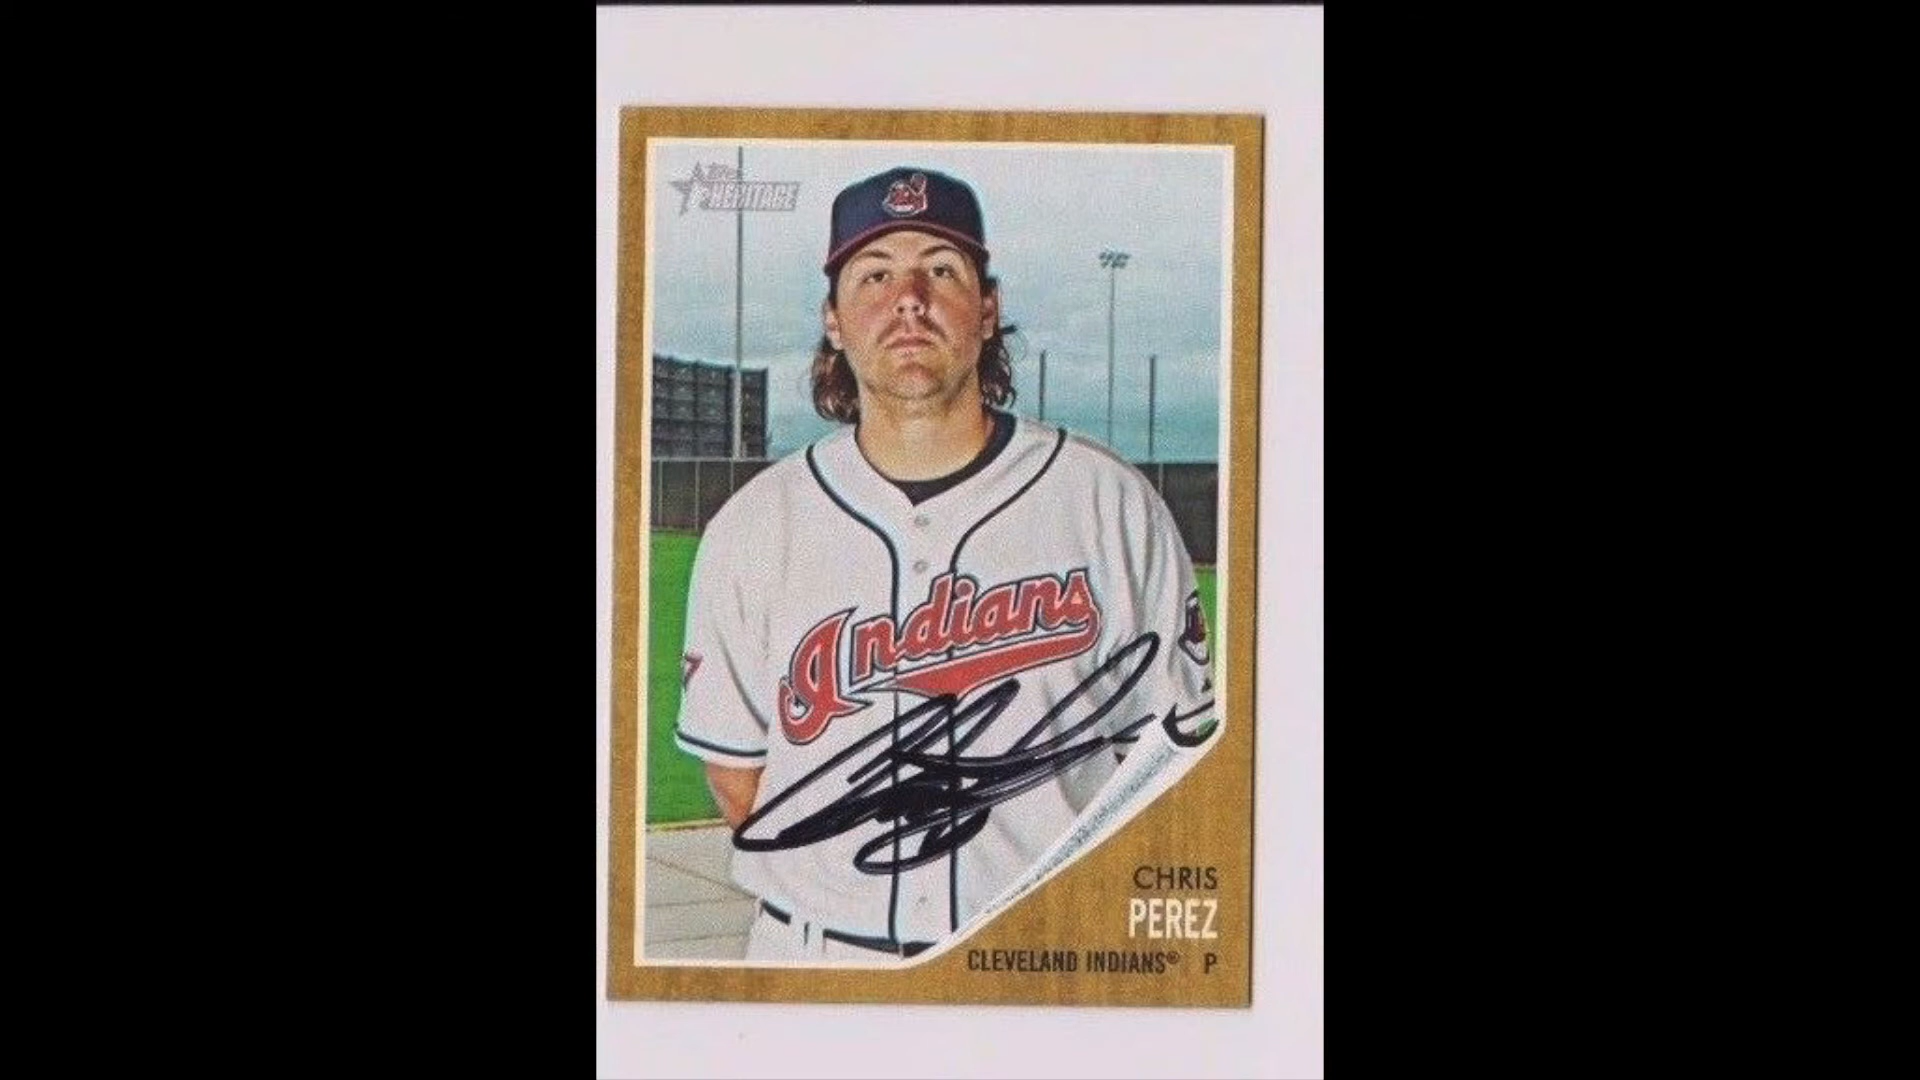 Topps
HERITAGE
Indians
CHRIS
PEREZ
CLEVELAND INDIANS® P